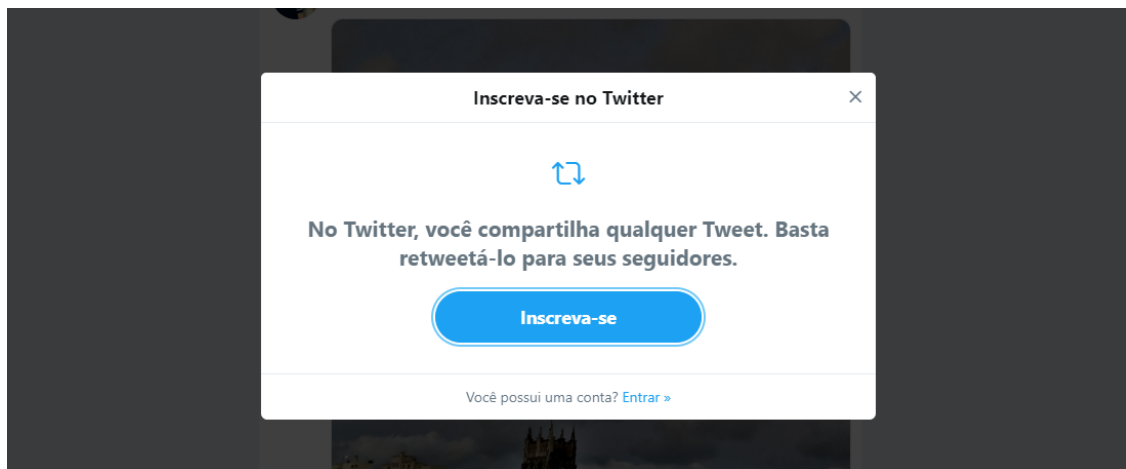 Inscreva-se no Twitter
No Twitter, você compartilha qualquer Tweet. Basta
retweetá-lo para seus seguidores.
Inscreva-se
Você possui uma conta? Entrar »